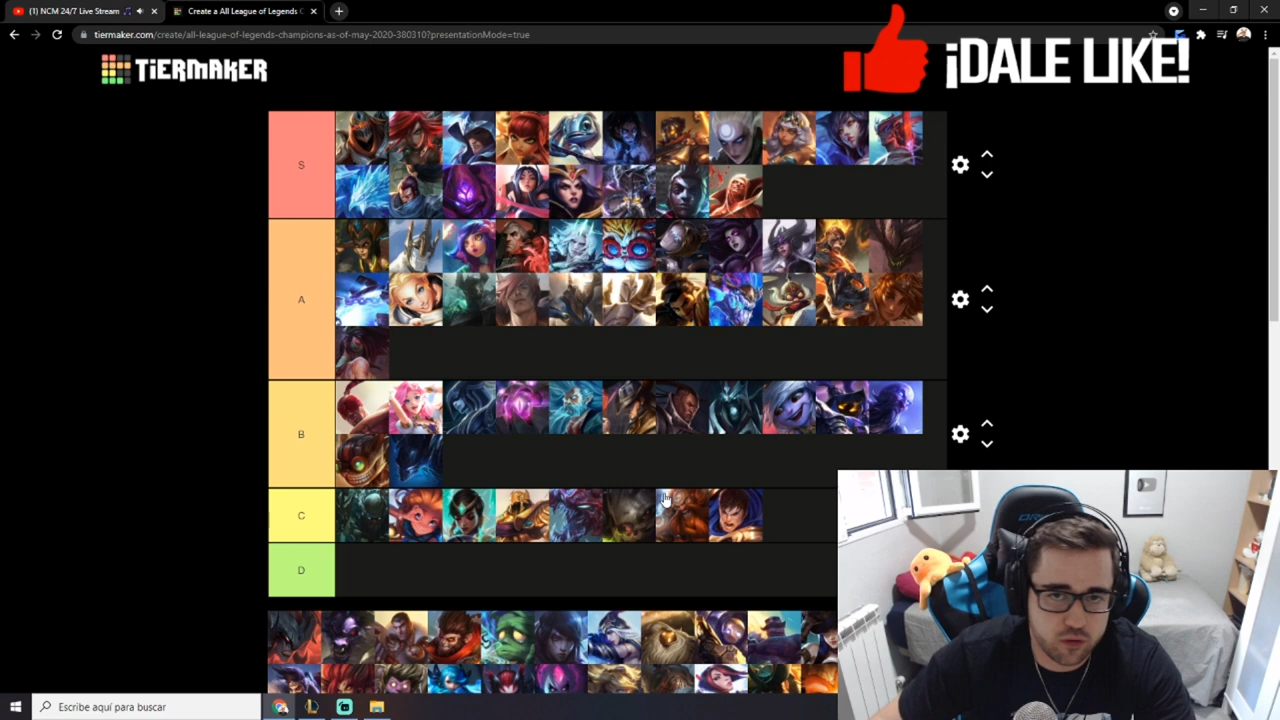 (1) NCM 24/7 Live Stream
Create a All League of Legends C
tiermaker.com/create/all-league-of-legends-champions-as-of-may-2020-380310?presentationMode=true
TiERMAKER
¡DALE LIKE!
S
A
B
C
D
Escribe aquí para buscar